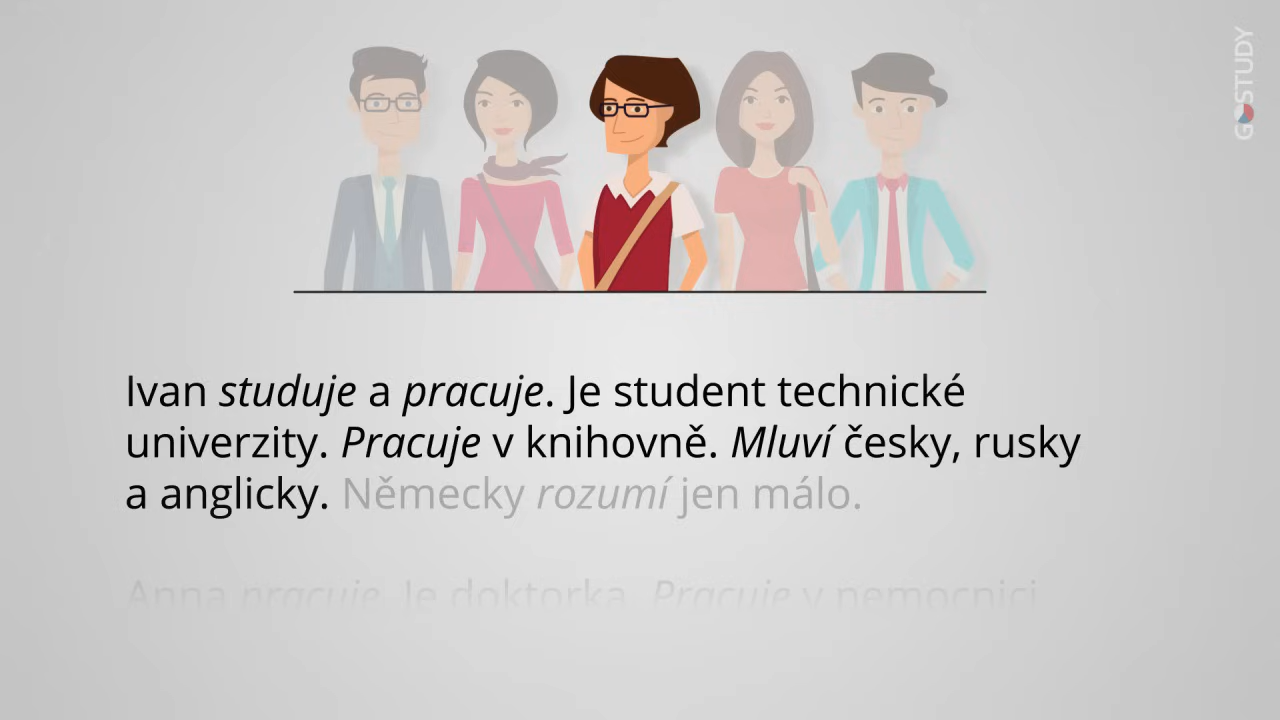 GOSTUDY
Ivan studuje a pracuje. Je student technické
univerzity. Pracuje v knihovně. Mluví česky, rusky
a anglicky. Německy rozumí jen málo.
Anna pracuje. Je doktorka. Pracuje v nemocnici